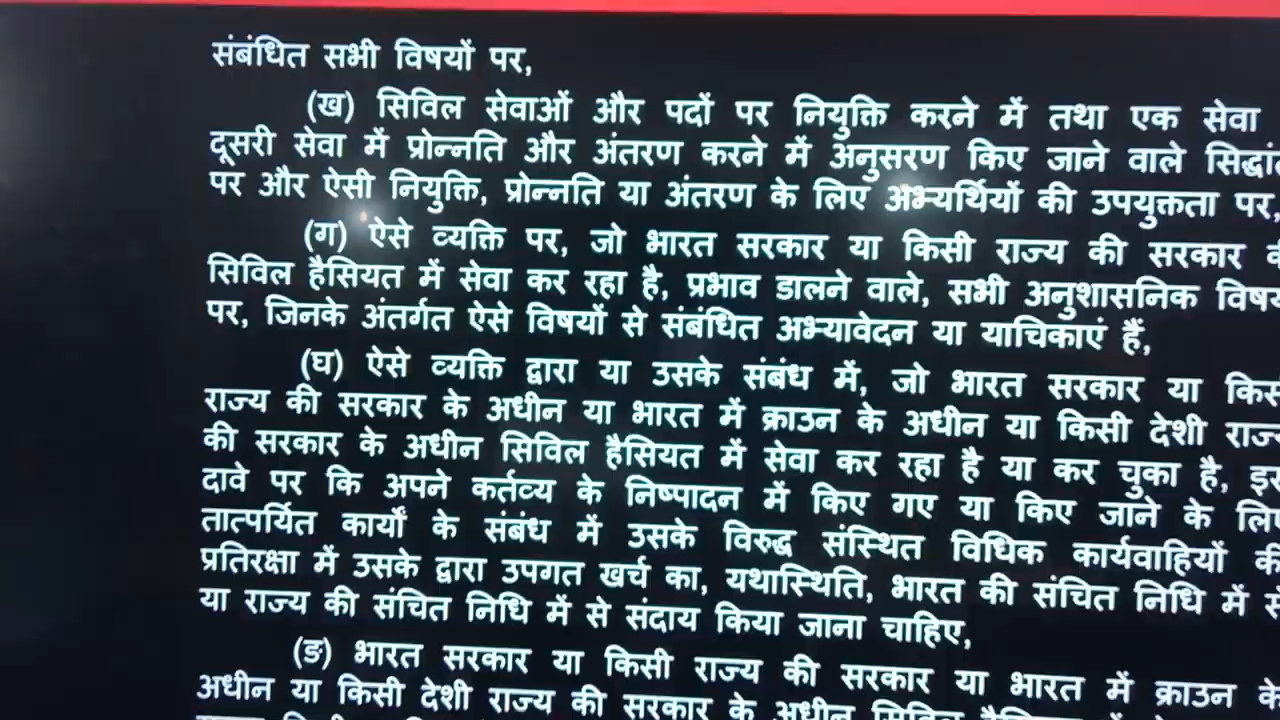 संबंधित सभी विषयों पर,
(ख) सिविल सेवाओं और पदों पर नियुक्ति करने में तथा एक सेवा
दूसरी सेवा में प्रोन्नति और अंतरण करने में अनुसरण किए जाने वाले
पर और ऐसी नियुक्ति, प्रोन्नति या अंतरण के लिए अभ्यर्थियों की उपयुक्तता पर,
(ग) ऐसे व्यक्ति पर, जो भारत सरकार या किसी राज्य की सरकार
सिविल हैसियत में सेवा कर रहा है, प्रभाव डालने वाले, सभी अनुशासनिक
पर, जिनके अंतर्गत ऐसे विषयों से संबंधित अभ्यावेदन या याचिकाएं हैं,
(घ) ऐसे व्यक्ति द्वारा या उसके संबंध में, जो भारत सरकार या
राज्य की सरकार के अधीन या भारत में क्राउन के अधीन या किसी देशी
की सरकार के अधीन सिविल हैसियत में सेवा कर रहा है या कर चुका है,
दावे पर कि अपने कर्तव्य के निष्पादन में किए गए या किए जाने के
तात्पर्यित कार्यों के संबंध में उसके विरुद्ध संस्थित विधिक कार्यवाहियों
प्रतिरक्षा में उसके द्वारा उपगत खर्च का, यथास्थिति, भारत की संचित निधि में
या राज्य की संचित निधि में से संदाय किया जाना चाहिए,
(ङ) भारत सरकार या किसी राज्य की सरकार या भारत में क्राउन के
अधीन या किसी देशी राज्य की सरकार के अधीन सिविल